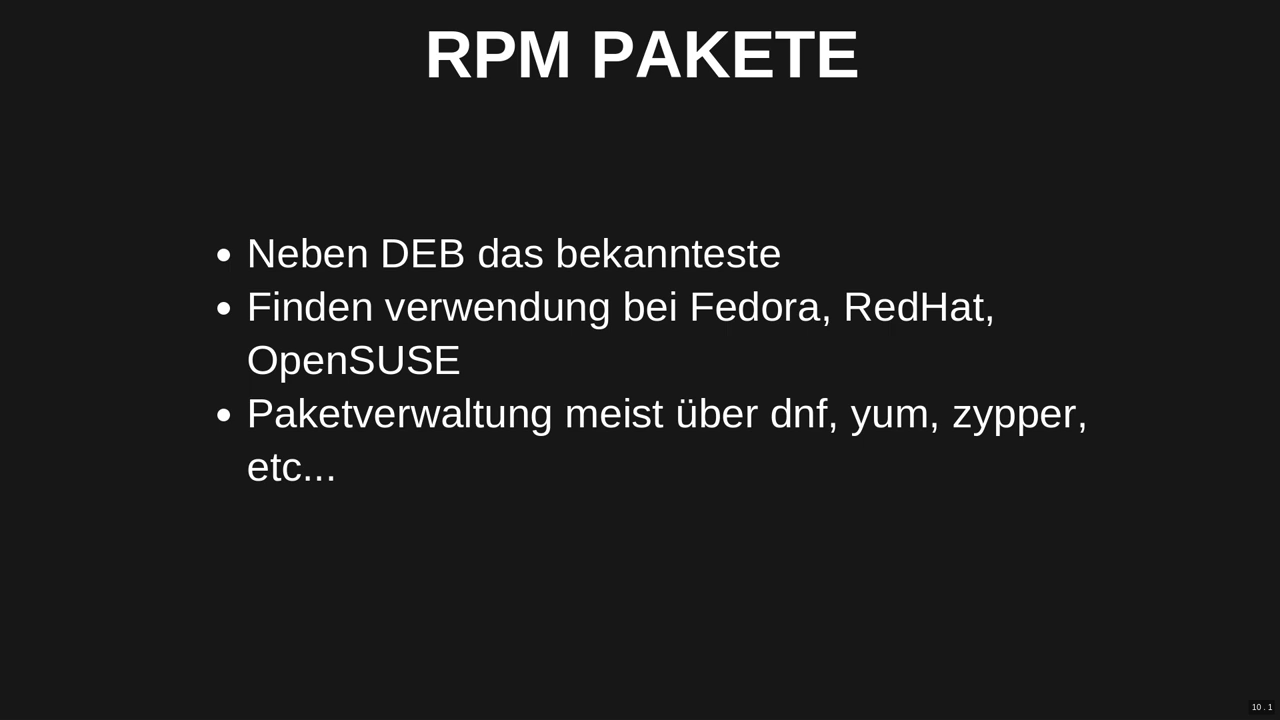 RPM PAKETE
• Neben DEB das bekannteste
• Finden verwendung bei Fedora, RedHat,
OpenSUSE
• Paketverwaltung meist über dnf, yum, zypper,
etc...
10 . 1